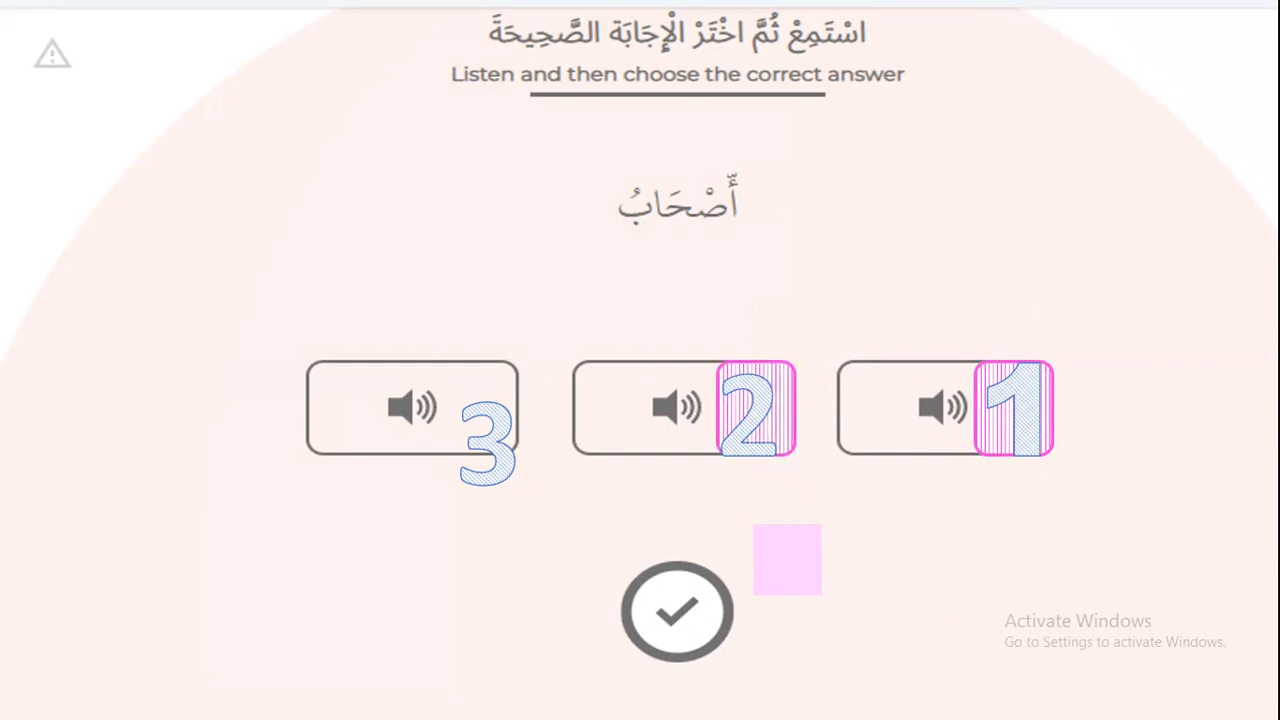 اسْتَمِعْ ثُمَّ اخْتَرْ الْإِجَابَة الصَّحِيحَةَ
Listen and then choose the correct answer
أَّصْحَابُ
3 2 1
Activate Windows
Go to Settings to activate Windows.